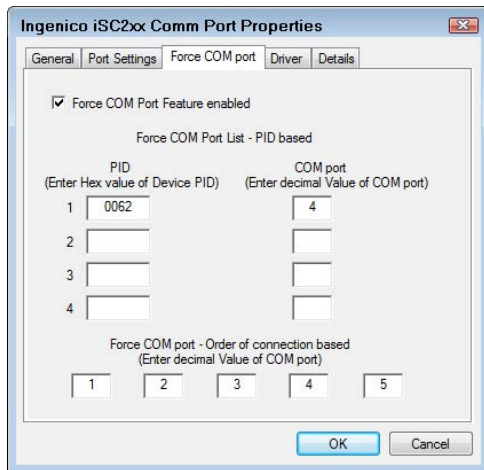 Ingenico iSC2xx Comm Port Properties
General Port Settings Force COM port Driver Details
Force COM Port Feature enabled
Force COM Port List - PID based
PID COM port
(Enter Hex value of Device PID) (Enter decimal Value of COM port)
1 0062 4
2
3
4
Force COM port - Order of connection based
(Enter decimal Value of COM port)
1 2 3 4 5
OK Cancel